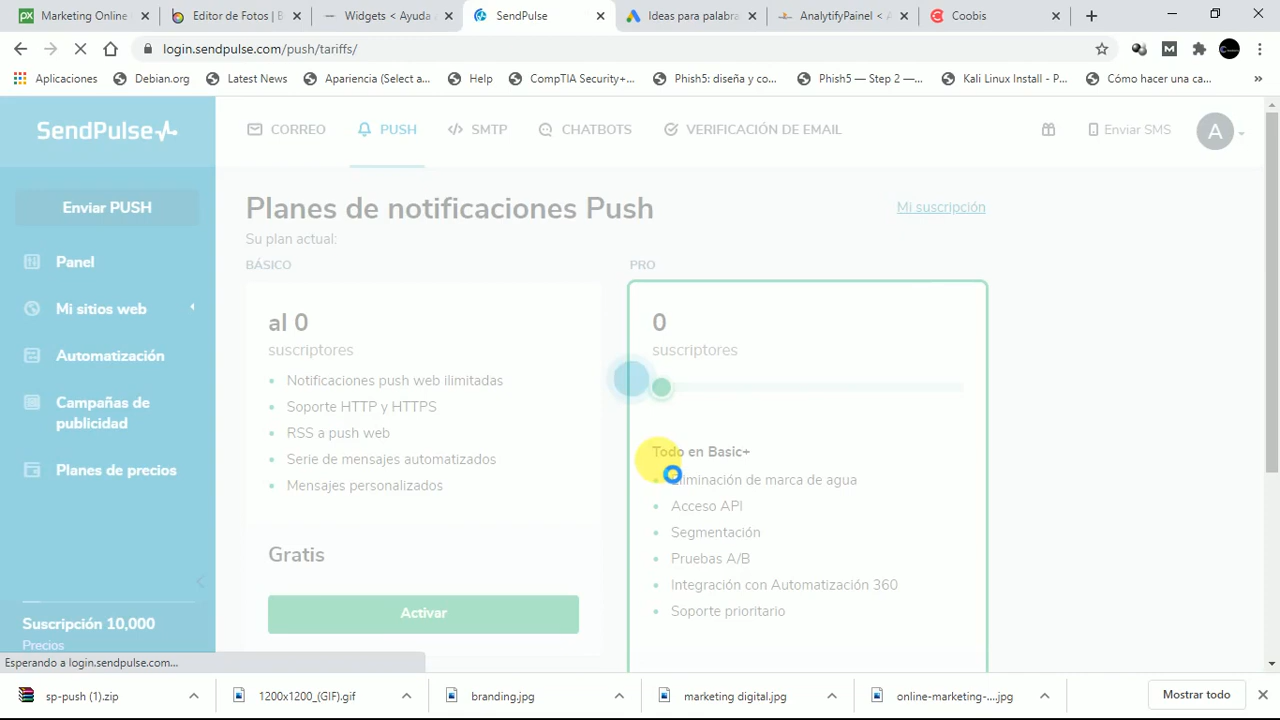 Marketing Online
Editor de Fotos | B
Widgets < Ayuda
SendPulse
Ideas para palabra
AnalytifyPainel < A
Coobis
login.sendpulse.com/push/tariffs/
Aplicaciones
Debian.org
Latest News
Apariencia (Select a...
Help
CompTIA Security+...
Phish5: diseña y co...
Phish5 — Step 2 —...
Kali Linux Install - P...
Cómo hacer una ca...
SendPulse
CORREO
PUSH
SMTP
CHATBOTS
VERIFICACIÓN DE EMAIL
Enviar SMS
A
Enviar PUSH
Panel
Mi sitios web
Automatización
Campañas de
publicidad
Planes de precios
Suscripción 10,000
Precios
Planes de notificaciones Push
Mi suscripción
Su plan actual:
BÁSICO
al 0
suscriptores
• Notificaciones push web ilimitadas
• Soporte HTTP y HTTPS
• RSS a push web
• Serie de mensajes automatizados
• Mensajes personalizados
Gratis
Activar
PRO
0
suscriptores
Todo en Basic+
• Eliminación de marca de agua
• Acceso API
• Segmentación
• Pruebas A/B
• Integración con Automatización 360
• Soporte prioritario
Esperando a login.sendpulse.com...
sp-push (1).zip
1200x1200_(GIF).gif
branding.jpg
marketing digital.jpg
online-marketing-....jpg
Mostrar todo